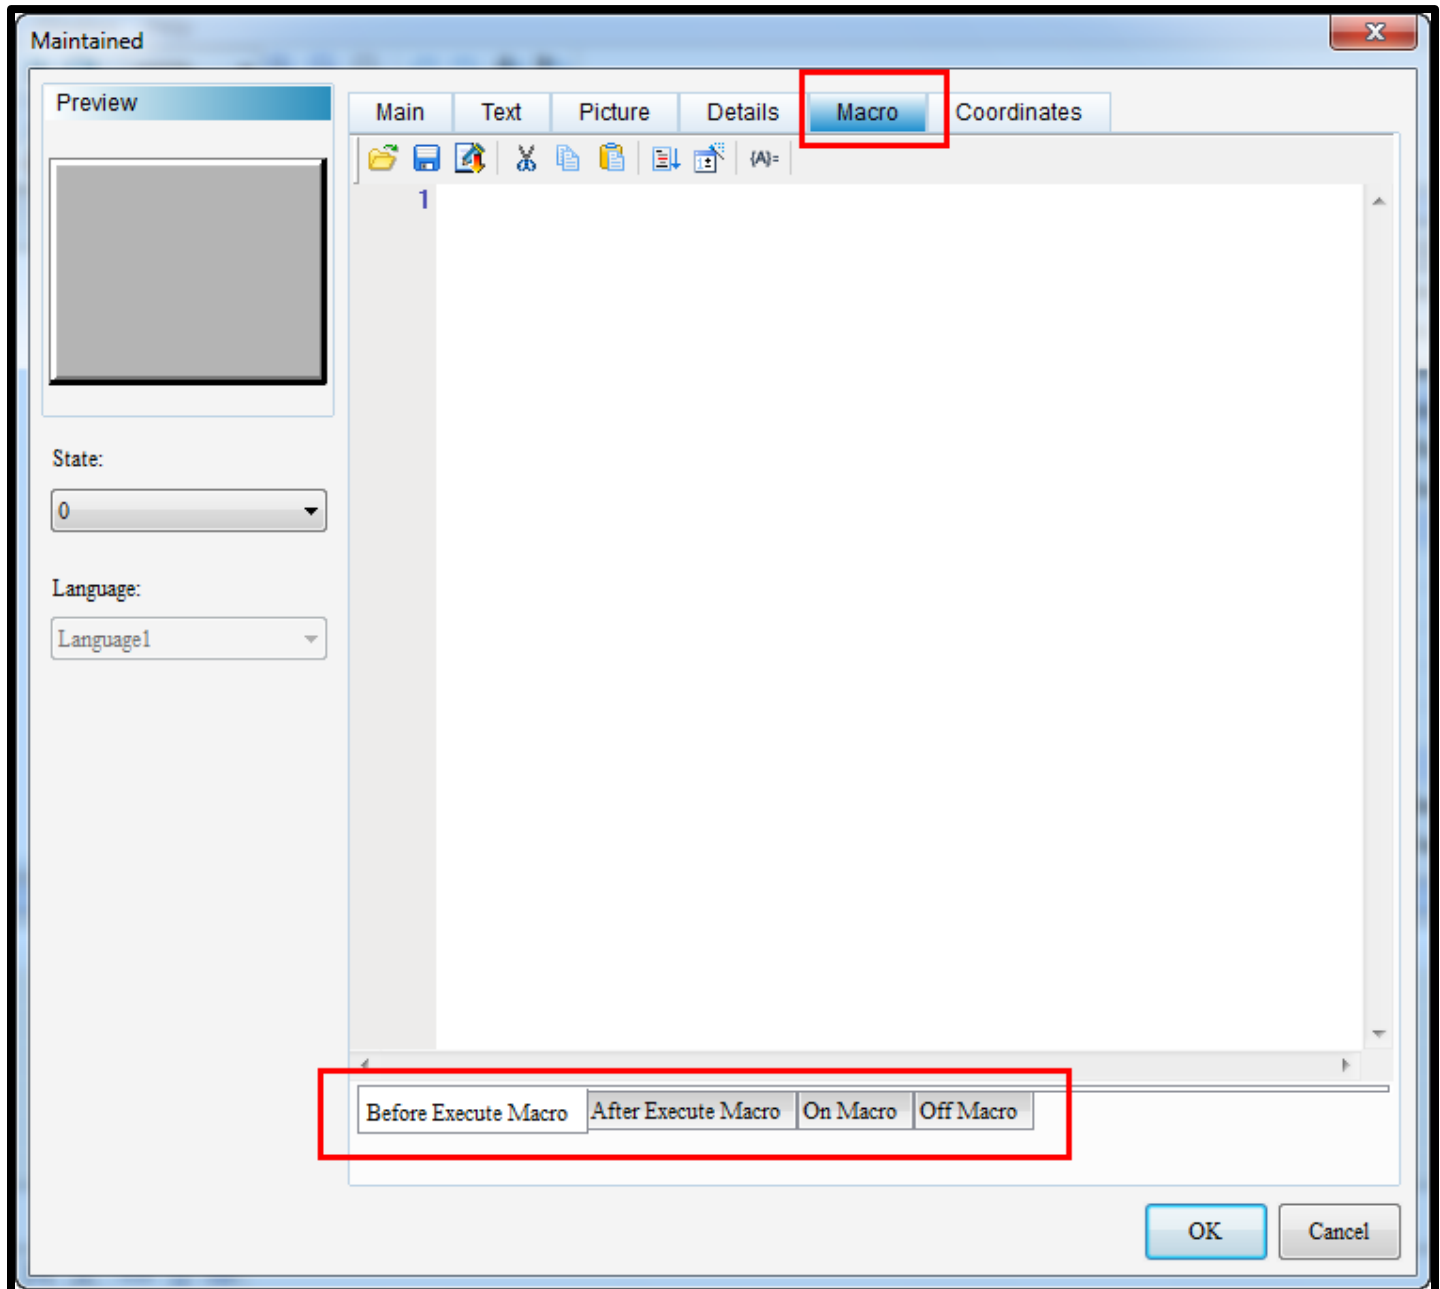 Maintained
Preview
Main Text Picture Details Macro Coordinates
{A}=
1
State:
0
Language:
Language1
Before Execute Macro After Execute Macro On Macro Off Macro
OK Cancel